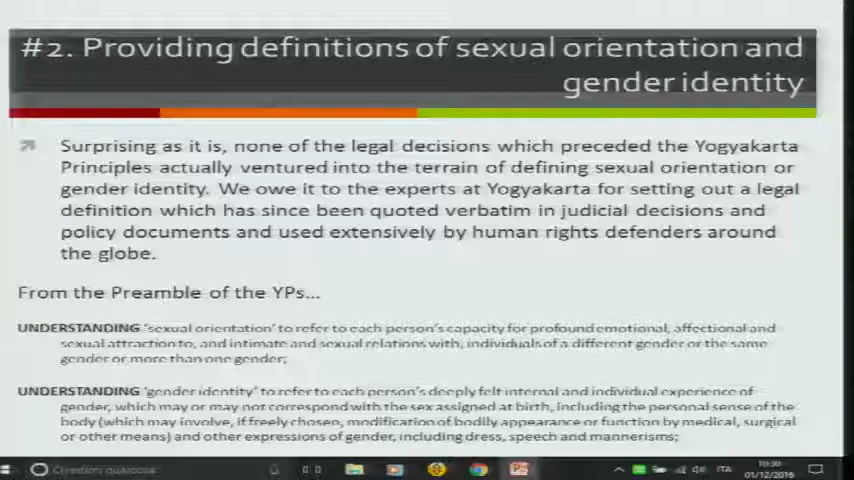 #2. Providing definitions of sexual orientation and
gender identity
Surprising as it is, none of the legal decisions which preceded the Yogyakarta
Principles actually ventured into the terrain of defining sexual orientation or
gender identity. We owe it to the experts at Yogyakarta for setting out a legal
definition which has since been quoted verbatim in judicial decisions and
policy documents and used extensively by human rights defenders around
the globe.
From the Preamble of the YPs...
UNDERSTANDING 'sexual orientation' to refer to each person's capacity for profound emotional, affectional and
sexual attraction to, and intimate and sexual relations with, individuals of a different gender or the same
gender or more than one gender;
UNDERSTANDING 'gender identity' to refer to each person's deeply felt internal and individual experience of
gender, which may or may not correspond with the sex assigned at birth, including the personal sense of the
body (which may involve, if freely chosen, modification of bodily appearance or function by medical, surgical
or other means) and other expressions of gender, including dress, speech and mannerisms;
ITA
10:30
01/12/2016